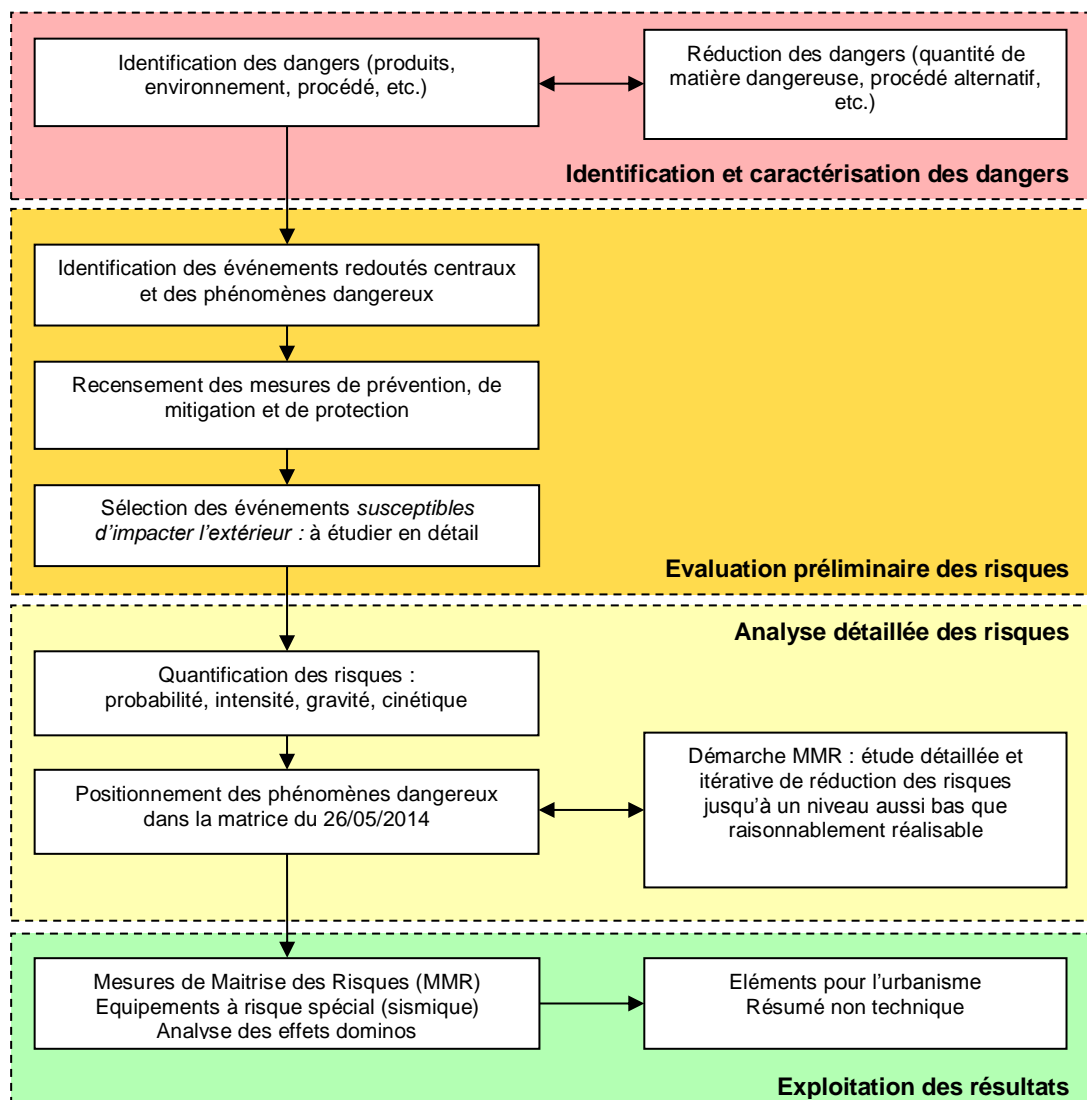 Identification des dangers (produits,
environnement, procédé, etc.)
Réduction des dangers (quantité de
matière dangereuse, procédé alternatif,
etc.)
Identification et caractérisation des dangers
Identification des événements redoutés centraux
et des phénomènes dangereux
Recensement des mesures de prévention, de
mitigation et de protection
Sélection des événements susceptibles
d'impacter l'extérieur : à étudier en détail
Evaluation préliminaire des risques
Analyse détaillée des risques
Quantification des risques :
probabilité, intensité, gravité, cinétique
Positionnement des phénomènes dangereux
dans la matrice du 26/05/2014
Démarche MMR : étude détaillée et
itérative de réduction des risques
jusqu'à un niveau aussi bas que
raisonnablement réalisable
Mesures de Maitrise des Risques (MMR)
Equipements à risque spécial (sismique)
Analyse des effets dominos
Eléments pour l'urbanisme
Résumé non technique
Exploitation des résultats